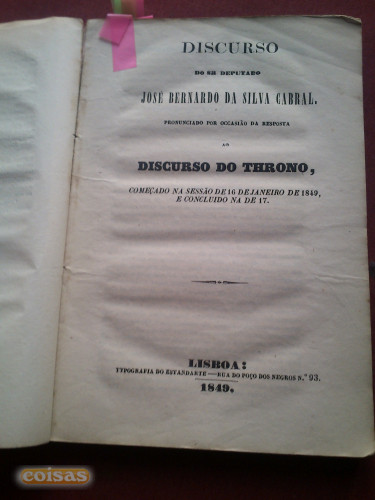 DISCURSO
DO SR DEPUTADO
JOSÉ BERNARDO DA SILVA CABRAL.
PRONUNCIADO POR OCCASIÃO DA RESPOSTA
AO
DISCURSO DO THRONO,
COMEÇADO NA SESSÃO DE 16 DE JANEIRO DE 1849,
E CONCLUIDO NA DE 17.
LISBOA:
TYPOGRAFIA DO ESTANDARTE — RUA DO POÇO DOS NEGROS N.º 93.
1849.
coisas